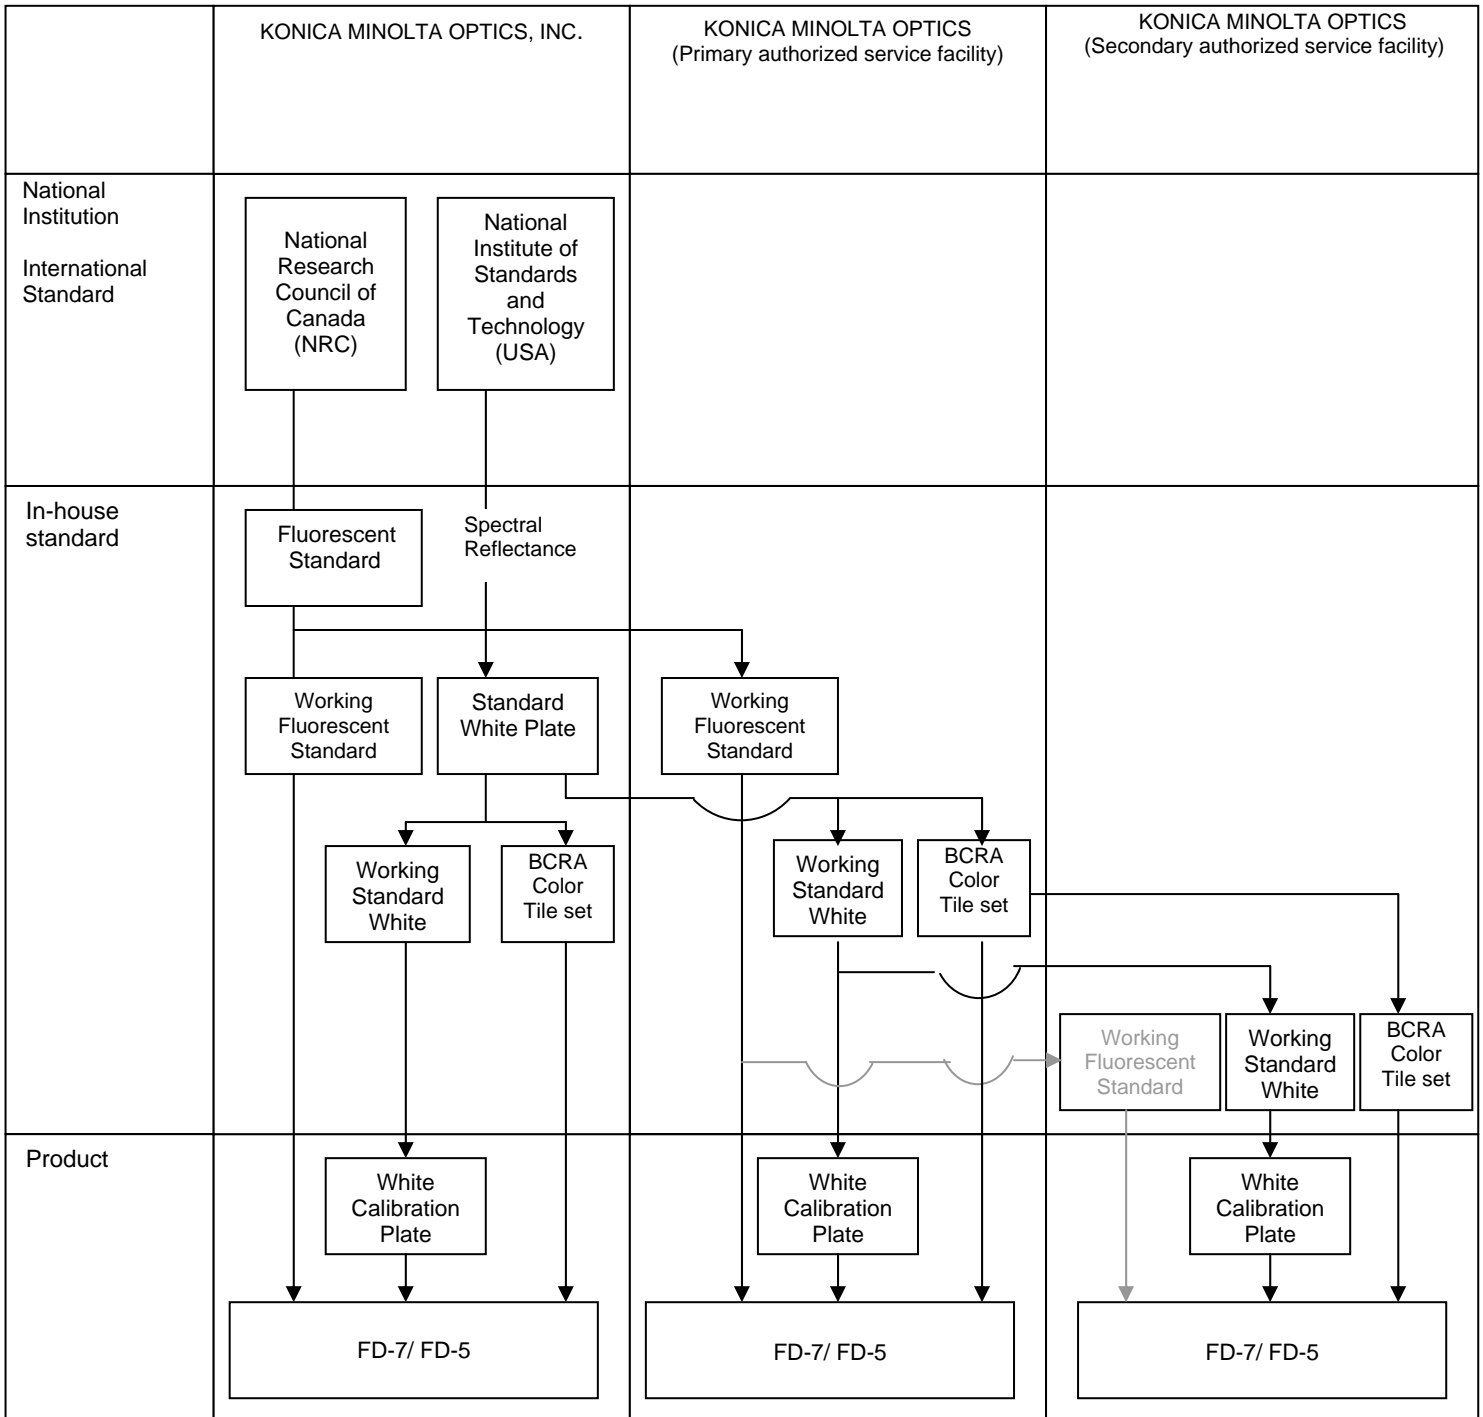 KONICA MINOLTA OPTICS, INC.
KONICA MINOLTA OPTICS
(Primary authorized service facility)
KONICA MINOLTA OPTICS
(Secondary authorized service facility)
National
Institution
International
Standard
National
Research
Council of
Canada
(NRC)
National
Institute of
Standards
and
Technology
(USA)
In-house
standard
Fluorescent
Standard
Spectral
Reflectance
Working
Fluorescent
Standard
Standard
White Plate
Working
Fluorescent
Standard
Working
Standard
White
BCRA
Color
Tile set
Working
Standard
White
BCRA
Color
Tile set
Working
Fluorescent
Standard
Working
Standard
White
BCRA
Color
Tile set
Product
White
Calibration
Plate
White
Calibration
Plate
White
Calibration
Plate
FD-7/ FD-5
FD-7/ FD-5
FD-7/ FD-5